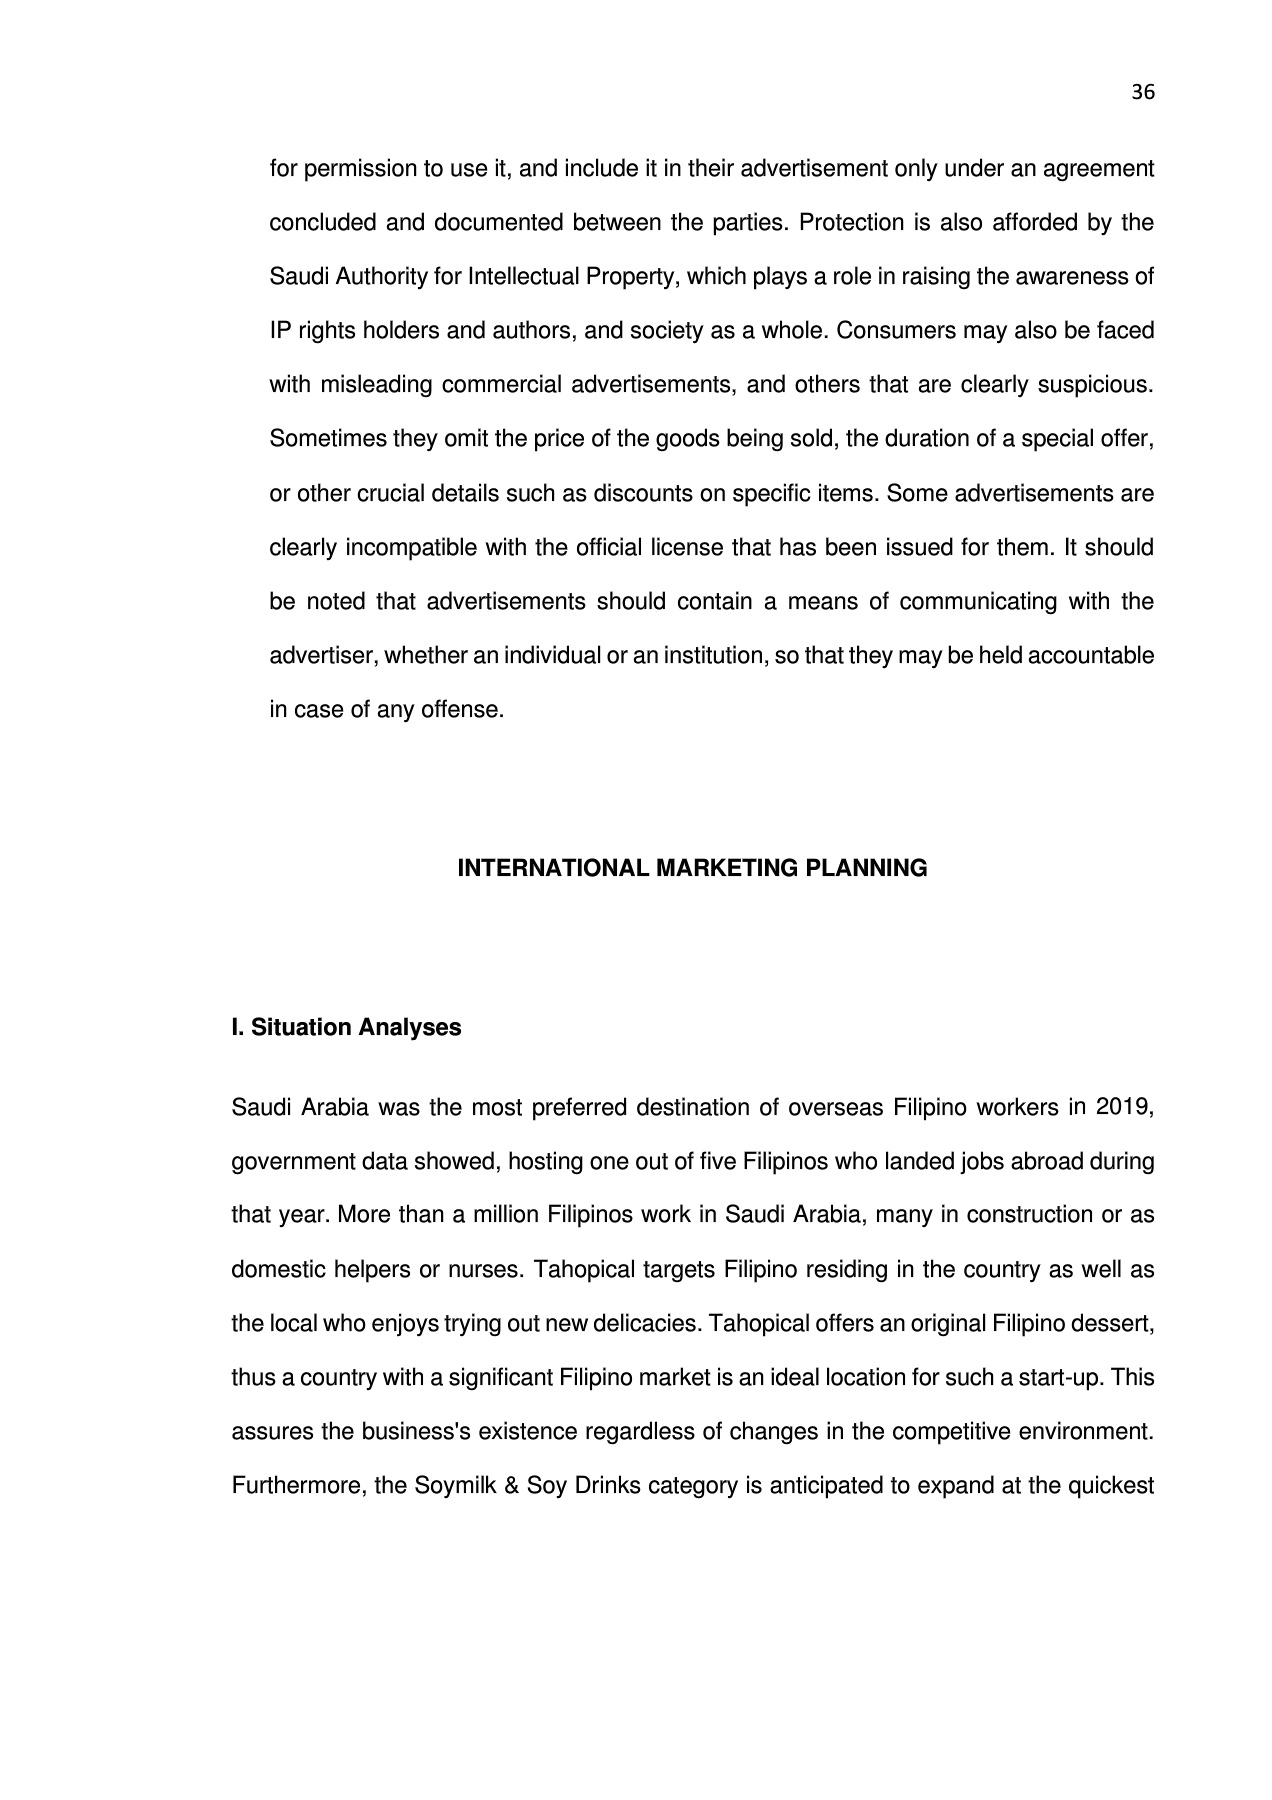 36
for permission to use it, and include it in their advertisement only under an agreement
concluded and documented between the parties. Protection is also afforded by the
Saudi Authority for Intellectual Property, which plays a role in raising the awareness of
IP rights holders and authors, and society as a whole. Consumers may also be faced
with misleading commercial advertisements, and others that are clearly suspicious.
Sometimes they omit the price of the goods being sold, the duration of a special offer,
or other crucial details such as discounts on specific items. Some advertisements are
clearly incompatible with the official license that has been issued for them. It should
be noted that advertisements should contain a means of communicating with the
advertiser, whether an individual or an institution, so that they may be held accountable
in case of any offense.
INTERNATIONAL MARKETING PLANNING
I. Situation Analyses
Saudi Arabia was the most preferred destination of overseas Filipino workers in 2019,
government data showed, hosting one out of five Filipinos who landed jobs abroad during
that year. More than a million Filipinos work in Saudi Arabia, many in construction or as
domestic helpers or nurses. Tahopical targets Filipino residing in the country as well as
the local who enjoys trying out new delicacies. Tahopical offers an original Filipino dessert,
thus a country with a significant Filipino market is an ideal location for such a start-up. This
assures the business's existence regardless of changes in the competitive environment.
Furthermore, the Soymilk & Soy Drinks category is anticipated to expand at the quickest